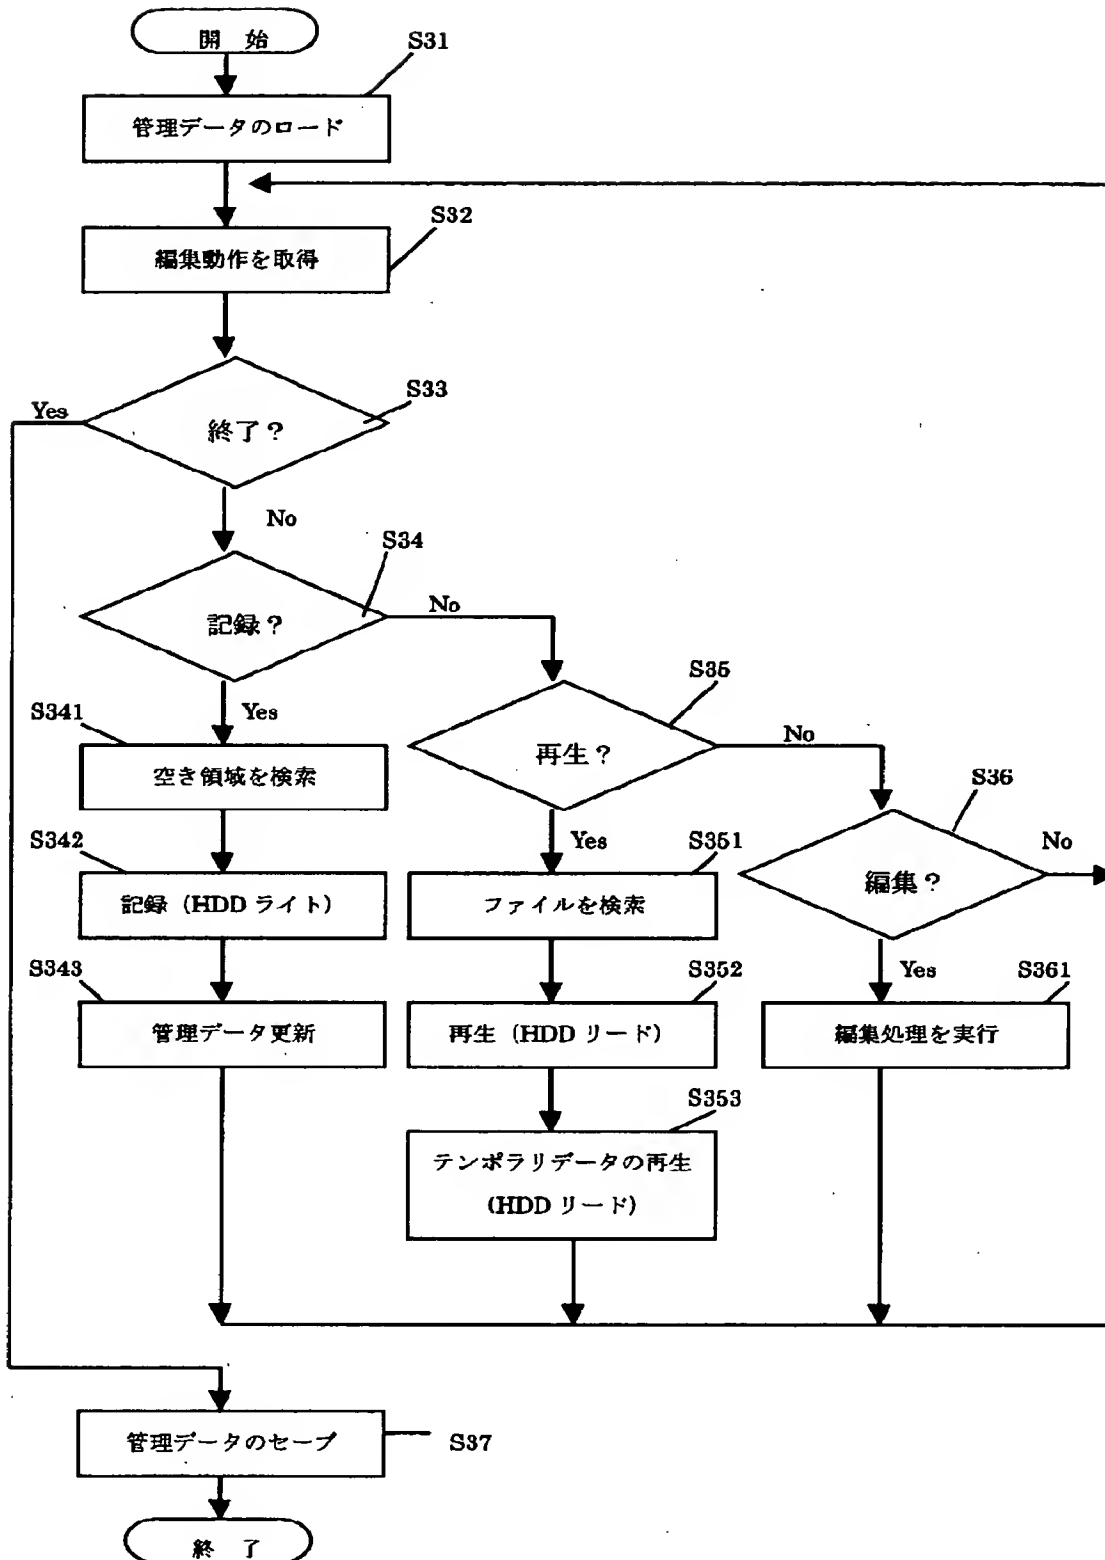 開 始
S31
管理データのロード
S32
編集動作を取得
S33
Yes
終了?
No
S34
記録?
No
S35
再生?
No
S36
編集?
No
S341
Yes
空き領域を検索
S342
記録(HDD ライト)
S343
管理データ更新
Yes
S351
ファイルを検索
S352
再生(HDD リード)
S353
テンポラリデータの再生
(HDD リード)
Yes
S361
編集処理を実行
管理データのセーブ
S37
終 了